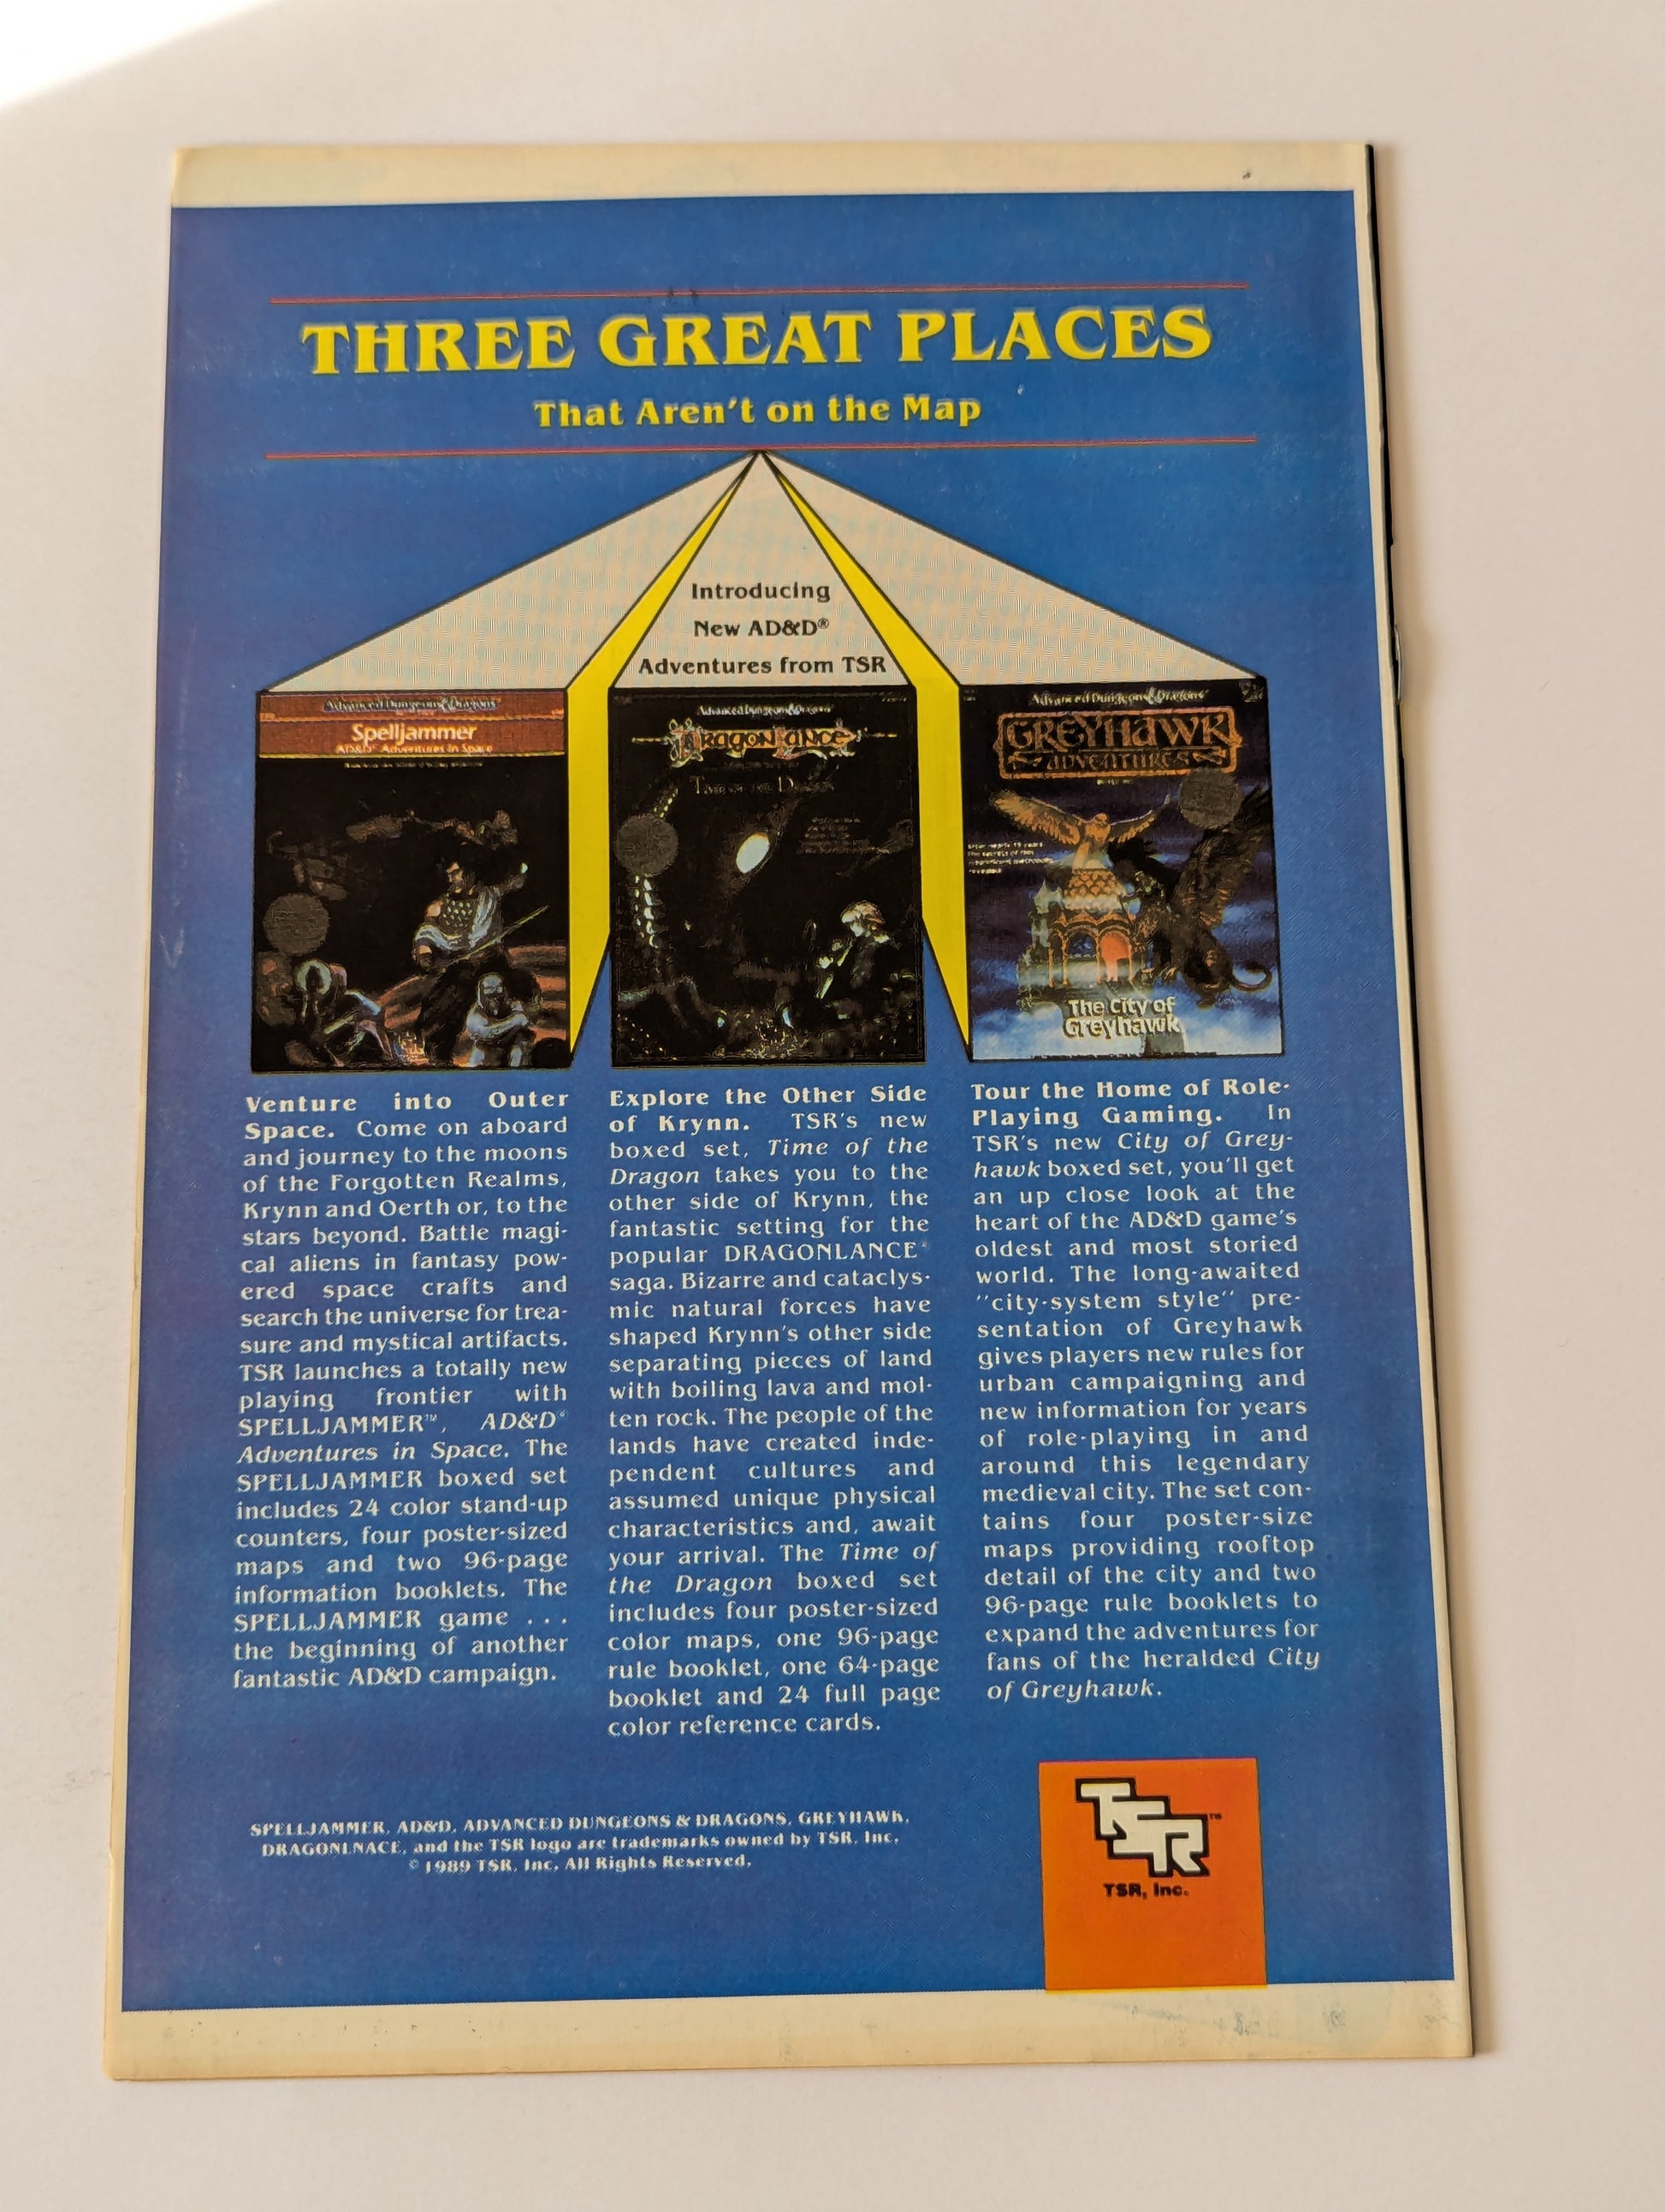 THREE GREAT PLACES
That Aren't on the Map
Introducing
New AD&D®
Adventures from TSR
Advanced Dungeons & Dragons
Spelljammer
AD&D® Adventures in Space
Advanced Dungeons & Dragons
DRAGONLANCE
Time of the Dragon
Advanced Dungeons & Dragons
GREYHAWK
ADVENTURES
The City of
Greyhawk
Venture into Outer
Space. Come on aboard
and journey to the moons
of the Forgotten Realms,
Krynn and Oerth or, to the
stars beyond. Battle magi-
cal aliens in fantasy pow-
ered space crafts and
search the universe for trea-
sure and mystical artifacts.
TSR launches a totally new
playing frontier with
SPELLJAMMER™, AD&D®
Adventures in Space. The
SPELLJAMMER boxed set
includes 24 color stand-up
counters, four poster-sized
maps and two 96-page
information booklets. The
SPELLJAMMER game . . .
the beginning of another
fantastic AD&D campaign.
Explore the Other Side
of Krynn. TSR's new
boxed set, Time of the
Dragon takes you to the
other side of Krynn, the
fantastic setting for the
popular DRAGONLANCE®
saga. Bizarre and cataclys-
mic natural forces have
shaped Krynn's other side
separating pieces of land
with boiling lava and mol-
ten rock. The people of the
lands have created inde-
pendent cultures and
assumed unique physical
characteristics and, await
your arrival. The Time of
the Dragon boxed set
includes four poster-sized
color maps, one 96-page
rule booklet, one 64-page
booklet and 24 full page
color reference cards.
Tour the Home of Role-
Playing Gaming. In
TSR's new City of Grey-
hawk boxed set, you'll get
an up close look at the
heart of the AD&D game's
oldest and most storied
world. The long-awaited
"city-system style" pre-
sentation of Greyhawk
gives players new rules for
urban campaigning and
new information for years
of role-playing in and
around this legendary
medieval city. The set con-
tains four poster-size
maps providing rooftop
detail of the city and two
96-page rule booklets to
expand the adventures for
fans of the heralded City
of Greyhawk.
SPELLJAMMER, AD&D, ADVANCED DUNGEONS & DRAGONS, GREYHAWK,
DRAGONLNACE, and the TSR logo are trademarks owned by TSR, Inc.
© 1989 TSR, Inc. All Rights Reserved.
TSR™
TSR, Inc.